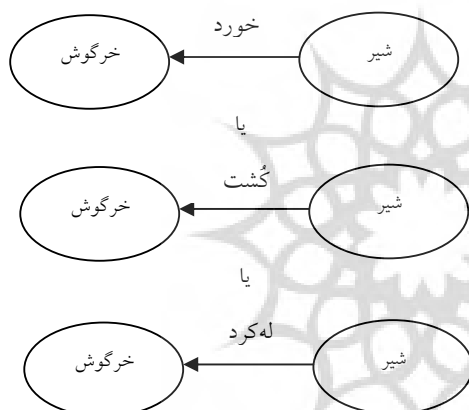 شیر خورد خرگوش
یا
شیر کُشت خرگوش
یا
شیر له‌کرد خرگوش